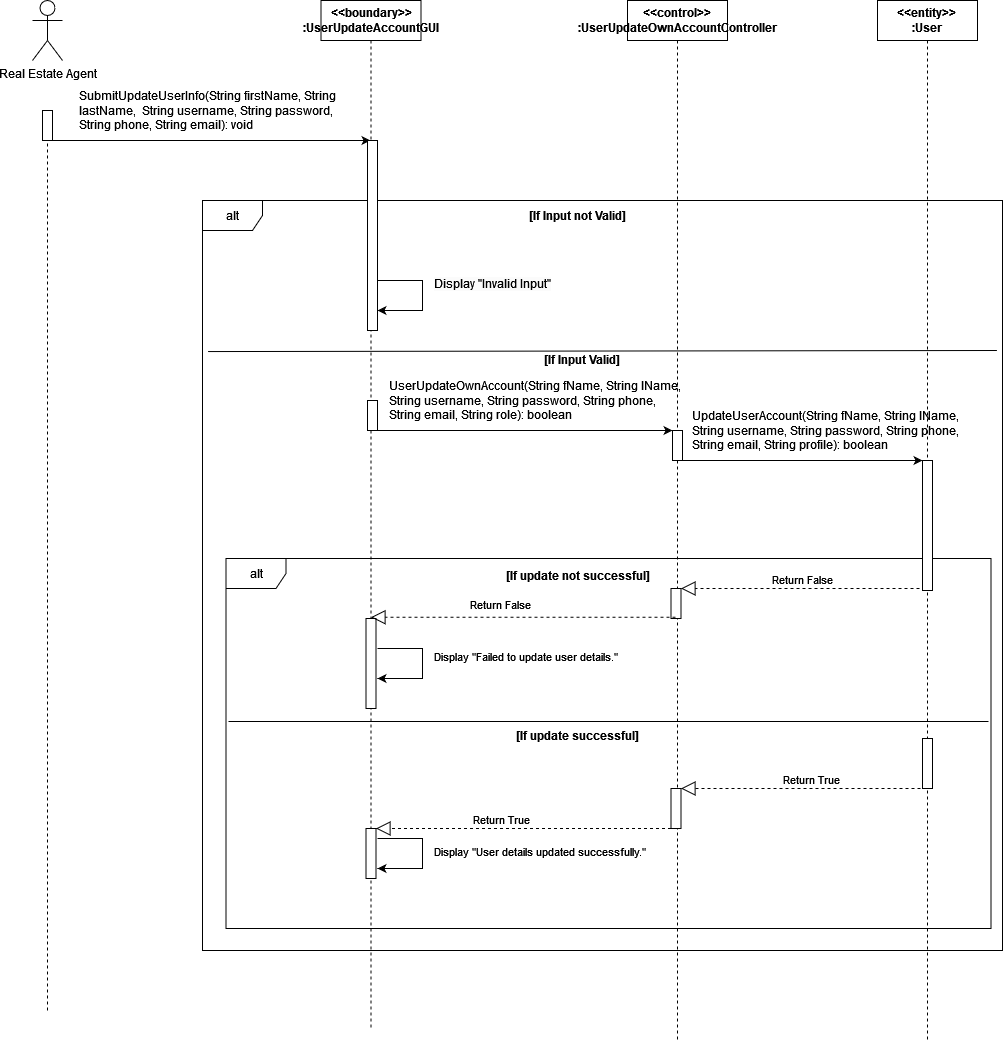 <<boundary>>
:UserUpdateAccountGUI
<<control>>
:UserUpdateOwnAccountController
<<entity>>
:User
Real Estate Agent
SubmitUpdateUserInfo(String firstName, String
lastName, String username, String password,
String phone, String email): void
alt
[If Input not Valid]
Display "Invalid Input"
[If Input Valid]
UserUpdateOwnAccount(String fName, String lName,
String username, String password, String phone,
String email, String role): boolean
UpdateUserAccount(String fName, String lName,
String username, String password, String phone,
String email, String profile): boolean
alt
[If update not successful]
Return False
Return False
Display "Failed to update user details."
[If update successful]
Return True
Return True
Display "User details updated successfully."